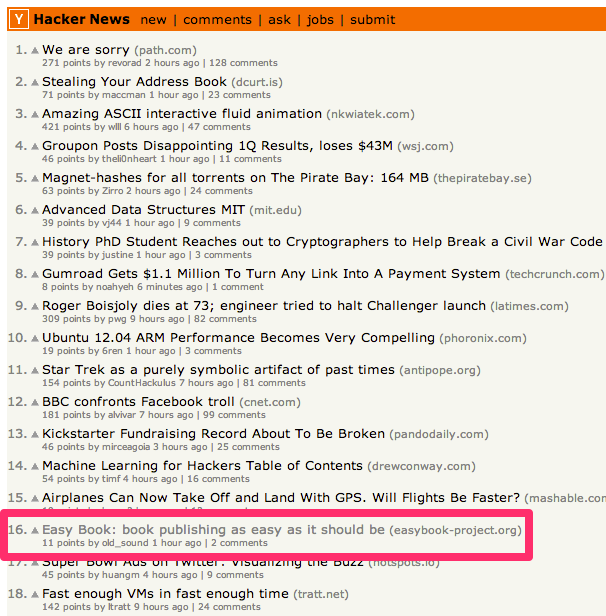 Y Hacker News new | comments | ask | jobs | submit
1. We are sorry (path.com)
271 points by revorad 2 hours ago | 128 comments
2. Stealing Your Address Book (dcurt.is)
71 points by maccman 1 hour ago | 23 comments
3. Amazing ASCII interactive fluid animation (nkwiatek.com)
421 points by wlll 6 hours ago | 47 comments
4. Groupon Posts Disappointing 1Q Results, loses $43M (wsj.com)
46 points by theli0nheart 1 hour ago | 11 comments
5. Magnet-hashes for all torrents on The Pirate Bay: 164 MB (thepiratebay.se)
63 points by Zirro 2 hours ago | 24 comments
6. Advanced Data Structures MIT (mit.edu)
39 points by vj44 1 hour ago | 9 comments
7. History PhD Student Reaches out to Cryptographers to Help Break a Civil War Code
39 points by justine 1 hour ago | 3 comments
8. Gumroad Gets $1.1 Million To Turn Any Link Into A Payment System (techcrunch.com)
8 points by noahyeh 6 minutes ago | 1 comment
9. Roger Boisjoly dies at 73; engineer tried to halt Challenger launch (latimes.com)
309 points by pwg 9 hours ago | 82 comments
10. Ubuntu 12.04 ARM Performance Becomes Very Compelling (phoronix.com)
19 points by 6ren 1 hour ago | 3 comments
11. Star Trek as a purely symbolic artifact of past times (antipope.org)
154 points by CountHackulus 7 hours ago | 81 comments
12. BBC confronts Facebook troll (cnet.com)
181 points by alvivar 7 hours ago | 99 comments
13. Kickstarter Fundraising Record About To Be Broken (pandodaily.com)
46 points by mirceagoia 3 hours ago | 25 comments
14. Machine Learning for Hackers Table of Contents (drewconway.com)
54 points by timf 4 hours ago | 16 comments
15. Airplanes Can Now Take Off and Land With GPS. Will Flights Be Faster? (mashable.com
16. Easy Book: book publishing as easy as it should be (easybook-project.org)
11 points by old_sound 1 hour ago | 2 comments
17. Super Bowl Ads on Twitter: Visualizing the Buzz (hotspots.io)
45 points by huangm 4 hours ago | 9 comments
18. Fast enough VMs in fast enough time (tratt.net)
142 points by ltratt 9 hours ago | 24 comments